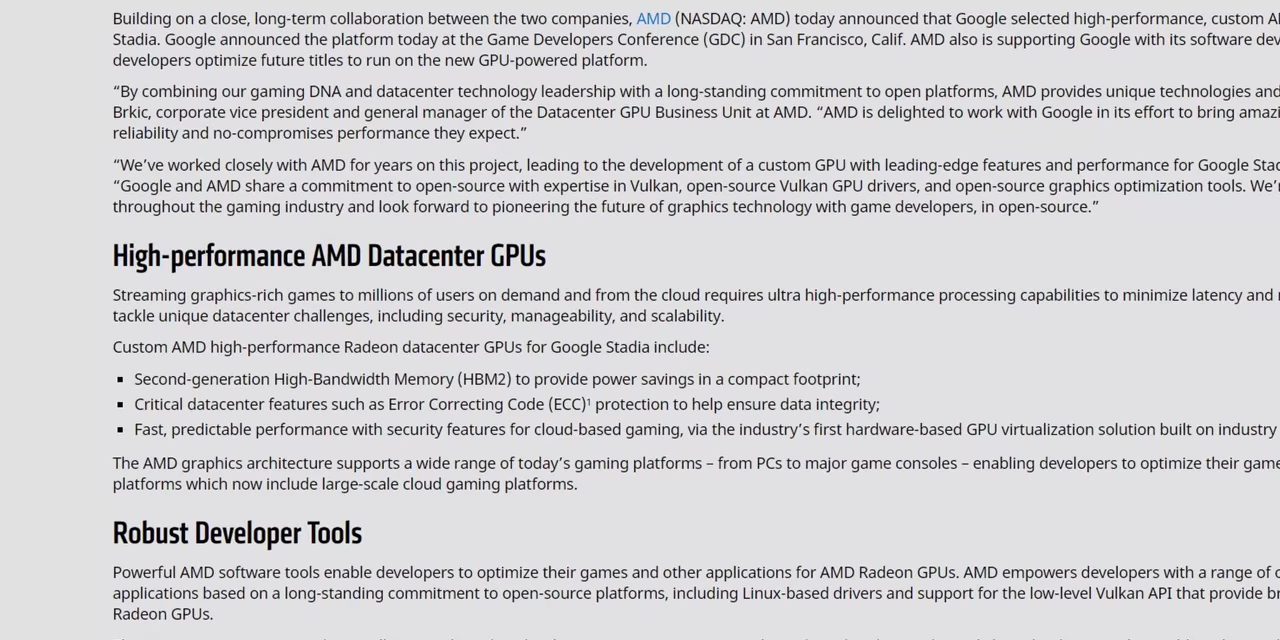 Building on a close, long-term collaboration between the two companies, AMD (NASDAQ: AMD) today announced that Google selected high-performance, custom
Stadia. Google announced the platform today at the Game Developers Conference (GDC) in San Francisco, Calif. AMD also is supporting Google with its software
developers optimize future titles to run on the new GPU-powered platform.
“By combining our gaming DNA and datacenter technology leadership with a long-standing commitment to open platforms, AMD provides unique technologies and
Brkic, corporate vice president and general manager of the Datacenter GPU Business Unit at AMD. “AMD is delighted to work with Google in its effort to bring
reliability and no-compromises performance they expect.”
“We’ve worked closely with AMD for years on this project, leading to the development of a custom GPU with leading-edge features and performance for Google
“Google and AMD share a commitment to open-source with expertise in Vulkan, open-source Vulkan GPU drivers, and open-source graphics optimization tools.
throughout the gaming industry and look forward to pioneering the future of graphics technology with game developers, in open-source.”
High-performance AMD Datacenter GPUs
Streaming graphics-rich games to millions of users on demand and from the cloud requires ultra high-performance processing capabilities to minimize latency and
tackle unique datacenter challenges, including security, manageability, and scalability.
Custom AMD high-performance Radeon datacenter GPUs for Google Stadia include:
▪ Second-generation High-Bandwidth Memory (HBM2) to provide power savings in a compact footprint;
▪ Critical datacenter features such as Error Correcting Code (ECC)¹ protection to help ensure data integrity;
▪ Fast, predictable performance with security features for cloud-based gaming, via the industry’s first hardware-based GPU virtualization solution built on industry
The AMD graphics architecture supports a wide range of today’s gaming platforms – from PCs to major game consoles – enabling developers to optimize their
platforms which now include large-scale cloud gaming platforms.
Robust Developer Tools
Powerful AMD software tools enable developers to optimize their games and other applications for AMD Radeon GPUs. AMD empowers developers with a range of
applications based on a long-standing commitment to open-source platforms, including Linux-based drivers and support for the low-level Vulkan API that provide
Radeon GPUs.